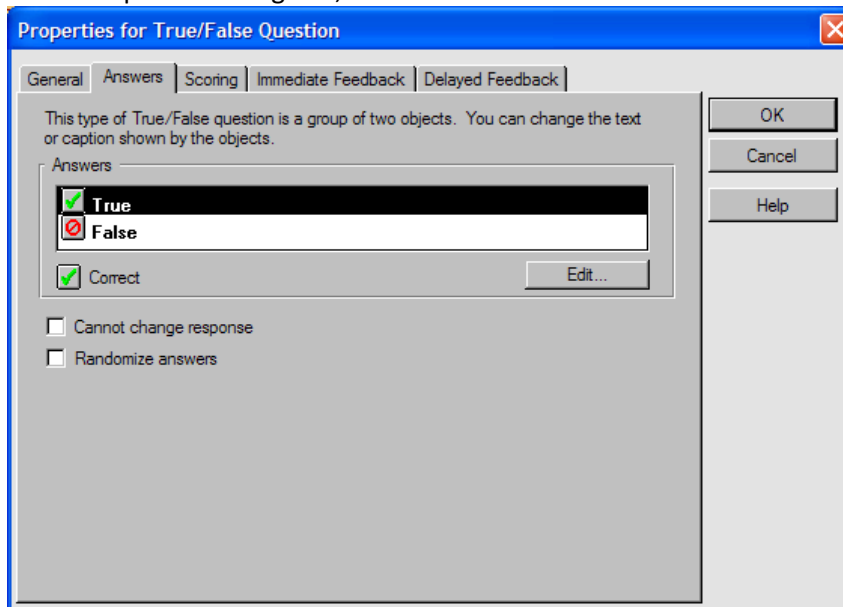 Properties for True/False Question
General Answers Scoring Immediate Feedback Delayed Feedback
This type of True/False question is a group of two objects. You can change the text
or caption shown by the objects.
Answers
True
False
Correct
Edit...
Cannot change response
Randomize answers
OK
Cancel
Help